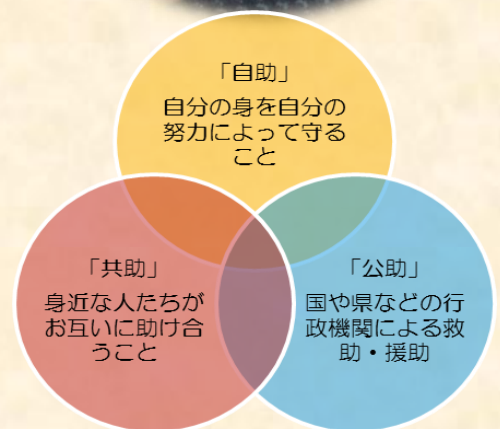 「自助」
自分の身を自分の
努力によって守る
こと
「共助」
身近な人たちが
お互いに助け合
うこと
「公助」
国や県などの行
政機関による救
助・援助